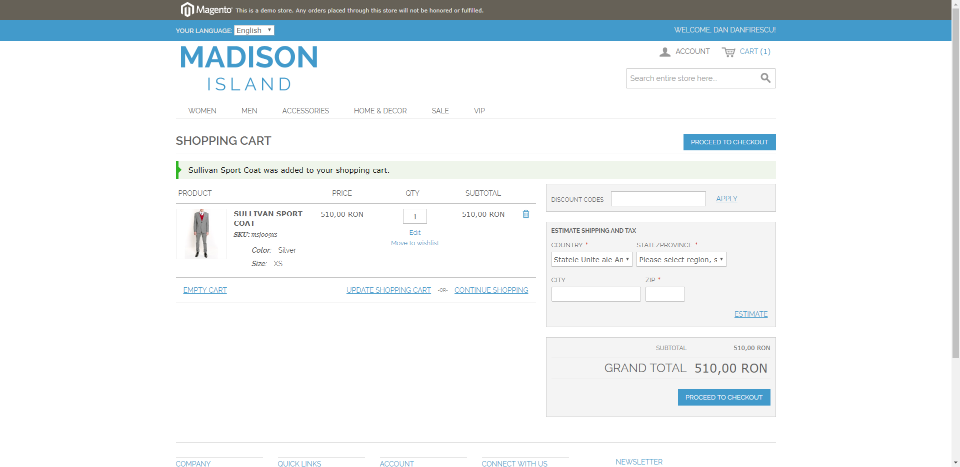 Magento This is a demo store. Any orders placed through this store will not be honored or fulfilled.
YOUR LANGUAGE: English WELCOME, DAN DANFIRESCU!
MADISON
ISLAND
ACCOUNT CART (1)
Search entire store here...
WOMEN MEN ACCESSORIES HOME & DECOR SALE VIP
SHOPPING CART PROCEED TO CHECKOUT
Sullivan Sport Coat was added to your shopping cart.
PRODUCT PRICE QTY SUBTOTAL
SULLIVAN SPORT COAT 510,00 RON 1 510,00 RON
SKU: msj009xs
Edit
Move to wishlist
Color: Silver
Size: XS
EMPTY CART UPDATE SHOPPING CART -OR- CONTINUE SHOPPING
DISCOUNT CODES APPLY
ESTIMATE SHIPPING AND TAX
COUNTRY * STATE/PROVINCE *
Statele Unite ale An Please select region, s
CITY ZIP *
ESTIMATE
SUBTOTAL 510,00 RON
GRAND TOTAL 510,00 RON
PROCEED TO CHECKOUT
COMPANY QUICK LINKS ACCOUNT CONNECT WITH US NEWSLETTER